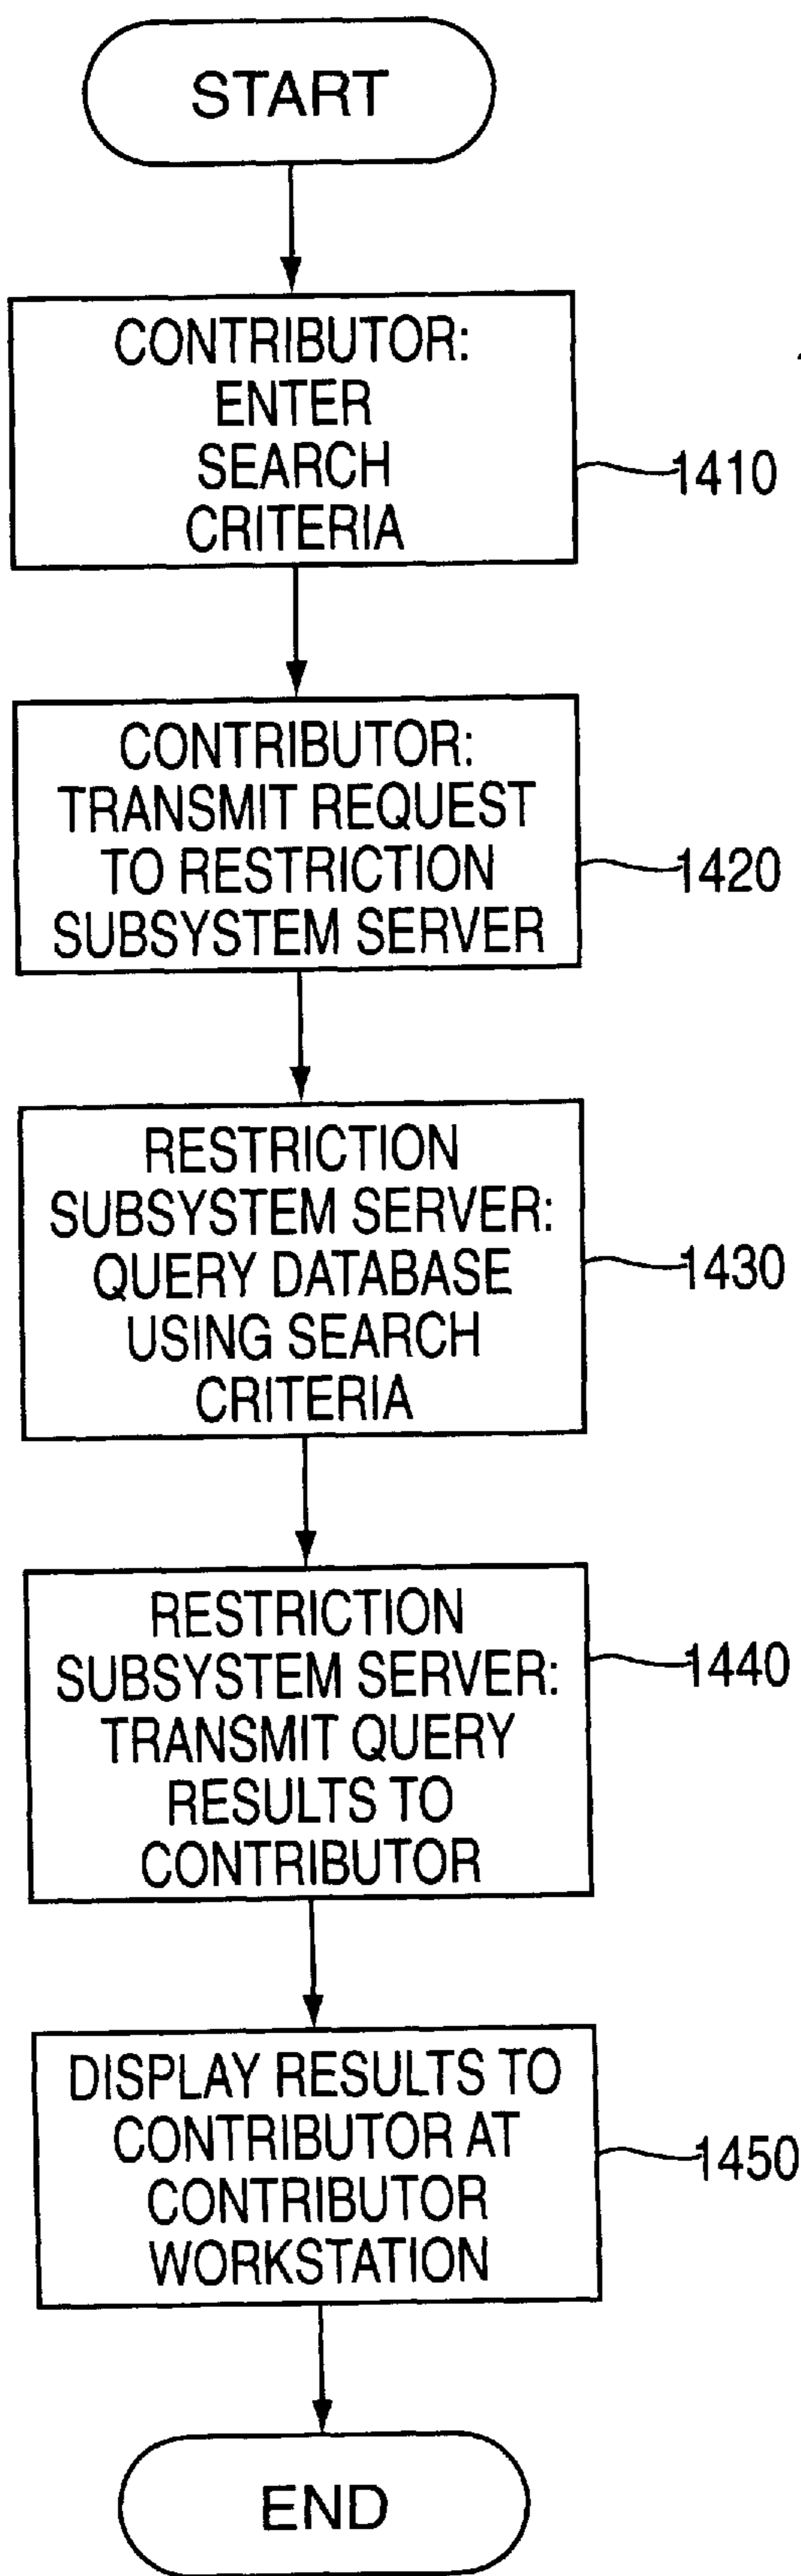 START
CONTRIBUTOR:
ENTER
SEARCH
CRITERIA
1410
CONTRIBUTOR:
TRANSMIT REQUEST
TO RESTRICTION
SUBSYSTEM SERVER
1420
RESTRICTION
SUBSYSTEM SERVER:
QUERY DATABASE
USING SEARCH
CRITERIA
1430
RESTRICTION
SUBSYSTEM SERVER:
TRANSMIT QUERY
RESULTS TO
CONTRIBUTOR
1440
DISPLAY RESULTS TO
CONTRIBUTOR AT
CONTRIBUTOR
WORKSTATION
1450
END